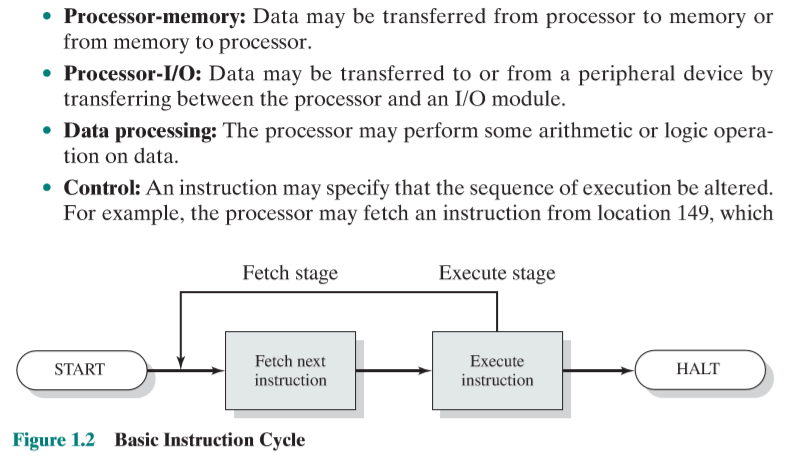 • Processor-memory: Data may be transferred from processor to memory or
from memory to processor.
• Processor-I/O: Data may be transferred to or from a peripheral device by
transferring between the processor and an I/O module.
• Data processing: The processor may perform some arithmetic or logic opera-
tion on data.
• Control: An instruction may specify that the sequence of execution be altered.
For example, the processor may fetch an instruction from location 149, which
Fetch stage
Execute stage
START
Fetch next
instruction
Execute
instruction
HALT
Figure 1.2 Basic Instruction Cycle